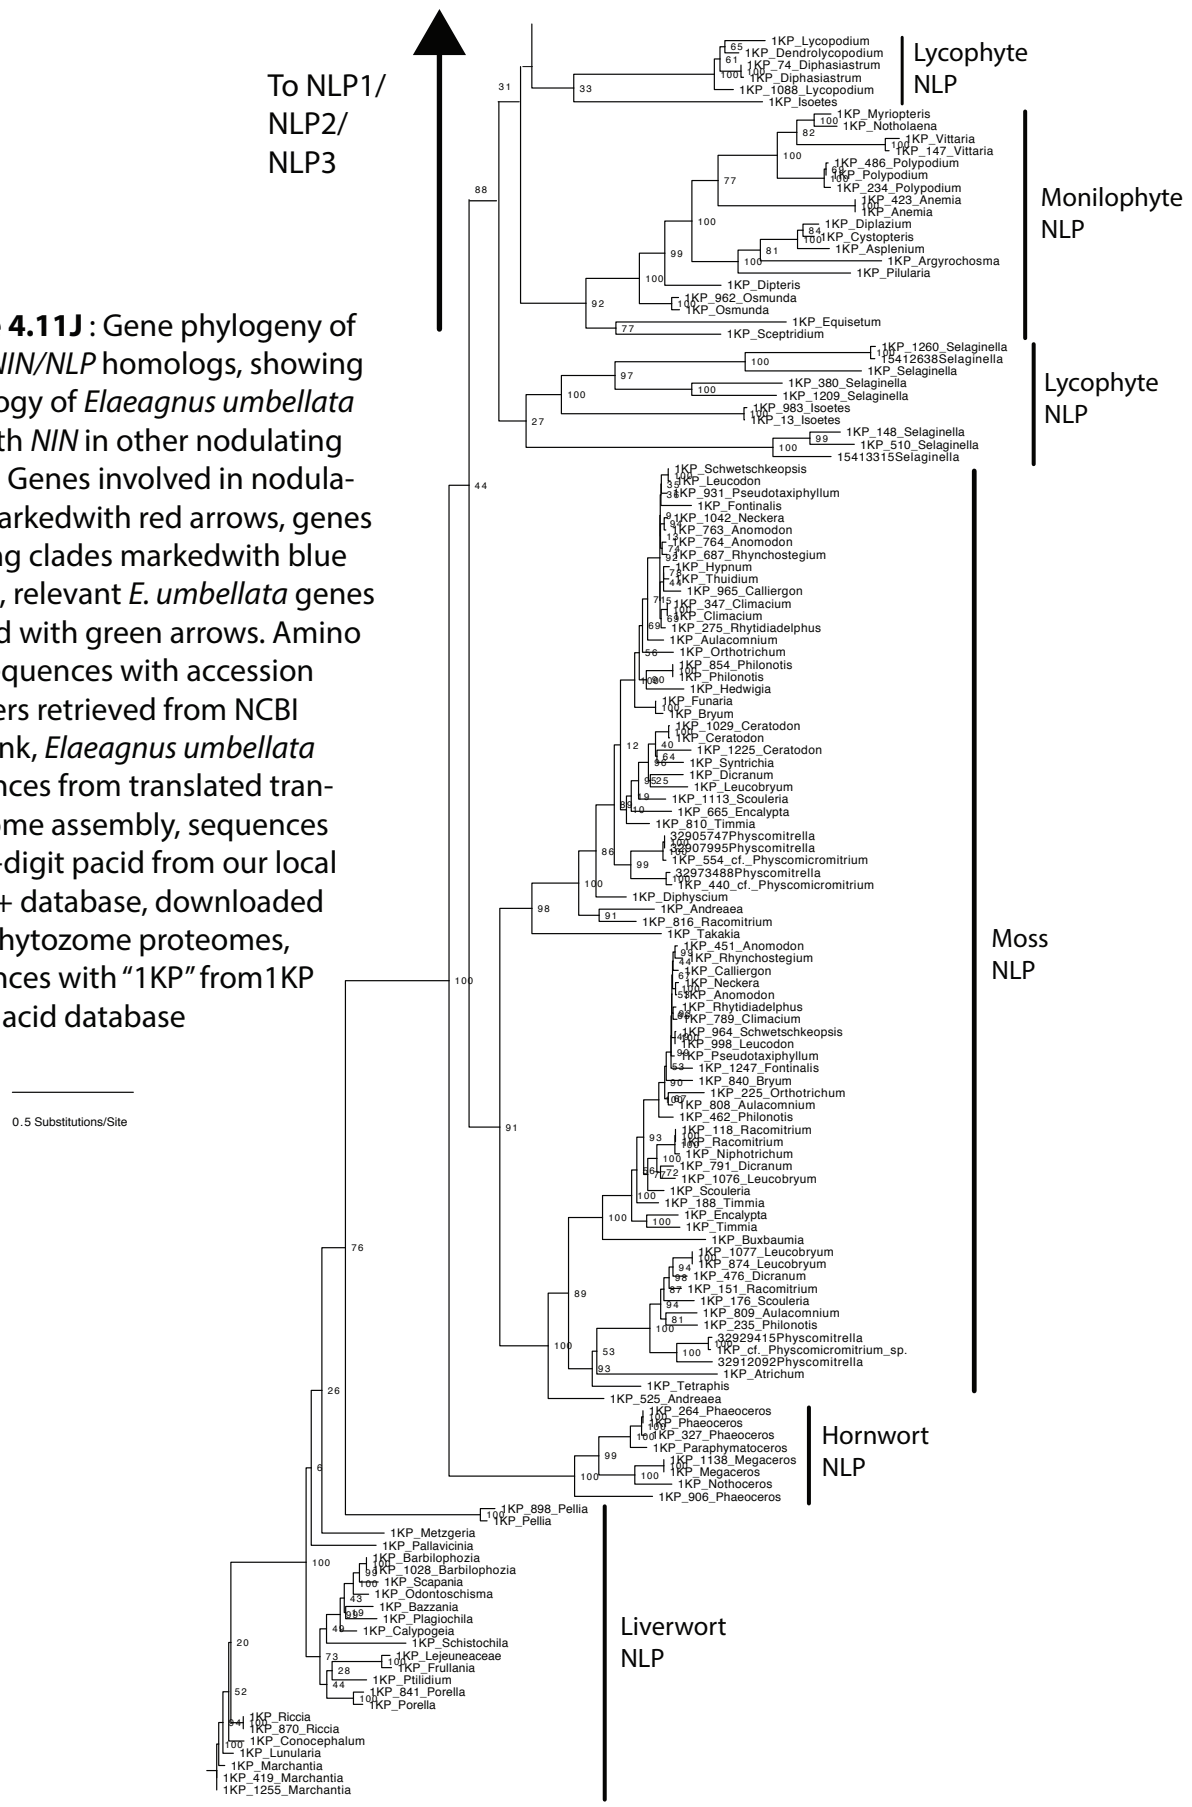 To NLP1/
NLP2/
NLP3
4.11J : Gene phylogeny of
NIN/NLP homologs, showing
ogy of Elaeagnus umbellata
th NIN in other nodulating
Genes involved in nodula-
arkedwith red arrows, genes
ng clades markedwith blue
, relevant E. umbellata genes
d with green arrows. Amino
equences with accession
ers retrieved from NCBI
nk, Elaeagnus umbellata
nces from translated tran-
ome assembly, sequences
-digit pacid from our local
+ database, downloaded
hytozome proteomes,
nces with “1KP” from1KP
acid database
0.5 Substitutions/Site
1KP_Lycopodium
1KP_Dendrolycopodium
1KP_74_Diphasiastrum
1KP_Diphasiastrum
1KP_1088_Lycopodium
1KP_Isoetes
Lycophyte
NLP
1KP_Myriopteris
1KP_Notholaena
1KP_Vittaria
1KP_147_Vittaria
1KP_486_Polypodium
1KP_Polypodium
1KP_234_Polypodium
1KP_423_Anemia
1KP_Anemia
1KP_Diplazium
1KP_Cystopteris
1KP_Asplenium
1KP_Argyrochosma
1KP_Pilularia
1KP_Dipteris
1KP_962_Osmunda
1KP_Osmunda
1KP_Equisetum
1KP_Sceptridium
Monilophyte
NLP
1KP_1260_Selaginella
15412638Selaginella
1KP_Selaginella
1KP_380_Selaginella
1KP_1209_Selaginella
1KP_983_Isoetes
1KP_13_Isoetes
1KP_148_Selaginella
1KP_510_Selaginella
15413315Selaginella
Lycophyte
NLP
1KP_Schwetschkeopsis
1KP_Leucodon
1KP_931_Pseudotaxiphyllum
1KP_Fontinalis
1KP_1042_Neckera
1KP_763_Anomodon
1KP_764_Anomodon
1KP_687_Rhynchostegium
1KP_Hypnum
1KP_Thuidium
1KP_965_Calliergon
1KP_347_Climacium
1KP_Climacium
1KP_275_Rhytidiadelphus
1KP_Aulacomnium
1KP_Orthotrichum
1KP_854_Philonotis
1KP_Philonotis
1KP_Hedwigia
1KP_Funaria
1KP_Bryum
1KP_1029_Ceratodon
1KP_Ceratodon
1KP_1225_Ceratodon
1KP_Syntrichia
1KP_Dicranum
1KP_Leucobryum
1KP_1113_Scouleria
1KP_665_Encalypta
1KP_810_Timmia
32905747Physcomitrella
32907995Physcomitrella
1KP_554_cf._Physcomicromitrium
32973488Physcomitrella
1KP_440_cf._Physcomicromitrium
1KP_Diphyscium
1KP_Andreaea
1KP_816_Racomitrium
1KP_Takakia
1KP_451_Anomodon
1KP_Rhynchostegium
1KP_Calliergon
1KP_Neckera
1KP_Anomodon
1KP_Rhytidiadelphus
1KP_789_Climacium
1KP_964_Schwetschkeopsis
1KP_998_Leucodon
1KP_Pseudotaxiphyllum
1KP_1247_Fontinalis
1KP_840_Bryum
1KP_225_Orthotrichum
1KP_808_Aulacomnium
1KP_462_Philonotis
1KP_118_Racomitrium
1KP_Racomitrium
1KP_Niphotrichum
1KP_791_Dicranum
1KP_1076_Leucobryum
1KP_Scouleria
1KP_188_Timmia
1KP_Encalypta
1KP_Timmia
1KP_Buxbaumia
1KP_1077_Leucobryum
1KP_874_Leucobryum
1KP_476_Dicranum
1KP_151_Racomitrium
1KP_176_Scouleria
1KP_809_Aulacomnium
1KP_235_Philonotis
32929415Physcomitrella
1KP_cf._Physcomicromitrium_sp.
32912092Physcomitrella
1KP_Atrichum
1KP_Tetraphis
1KP_525_Andreaea
Moss
NLP
1KP_264_Phaeoceros
1KP_Phaeoceros
1KP_327_Phaeoceros
1KP_Paraphymatoceros
1KP_1138_Megaceros
1KP_Megaceros
1KP_Nothoceros
1KP_906_Phaeoceros
Hornwort
NLP
1KP_898_Pellia
1KP_Pellia
1KP_Metzgeria
1KP_Pallavicinia
1KP_Barbilophozia
1KP_1028_Barbilophozia
1KP_Scapania
1KP_Odontoschisma
1KP_Bazzania
1KP_Plagiochila
1KP_Calypogeia
1KP_Schistochila
1KP_Lejeuneaceae
1KP_Frullania
1KP_Ptilidium
1KP_841_Porella
1KP_Porella
1KP_Riccia
1KP_870_Riccia
1KP_Conocephalum
1KP_Lunularia
1KP_Marchantia
1KP_419_Marchantia
1KP_1255_Marchantia
Liverwort
NLP